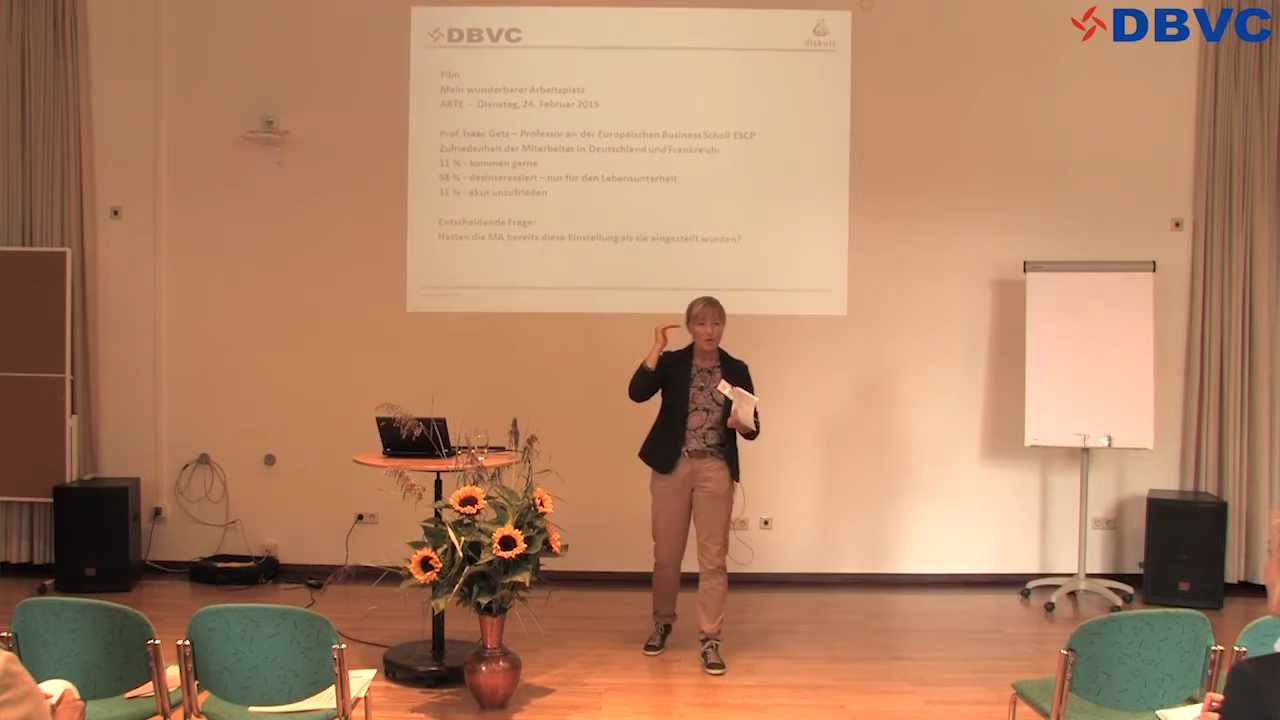 DBVC
DBVC
diskurs
Film
Mein wunderbarer Arbeitsplatz
ARTE - Dienstag, 24. Februar 2015
Prof. Isaac Getz – Professor an der Europäischen Business Scholl ESCP
Zufriedenheit der Mitarbeiter in Deutschland und Frankreich:
11 % - kommen gerne
58 % - desinteressiert – nur für den Lebensunterhalt
31 % - akut unzufrieden
Entscheidende Frage:
Hatten die MA bereits diese Einstellung als sie eingestellt wurden?